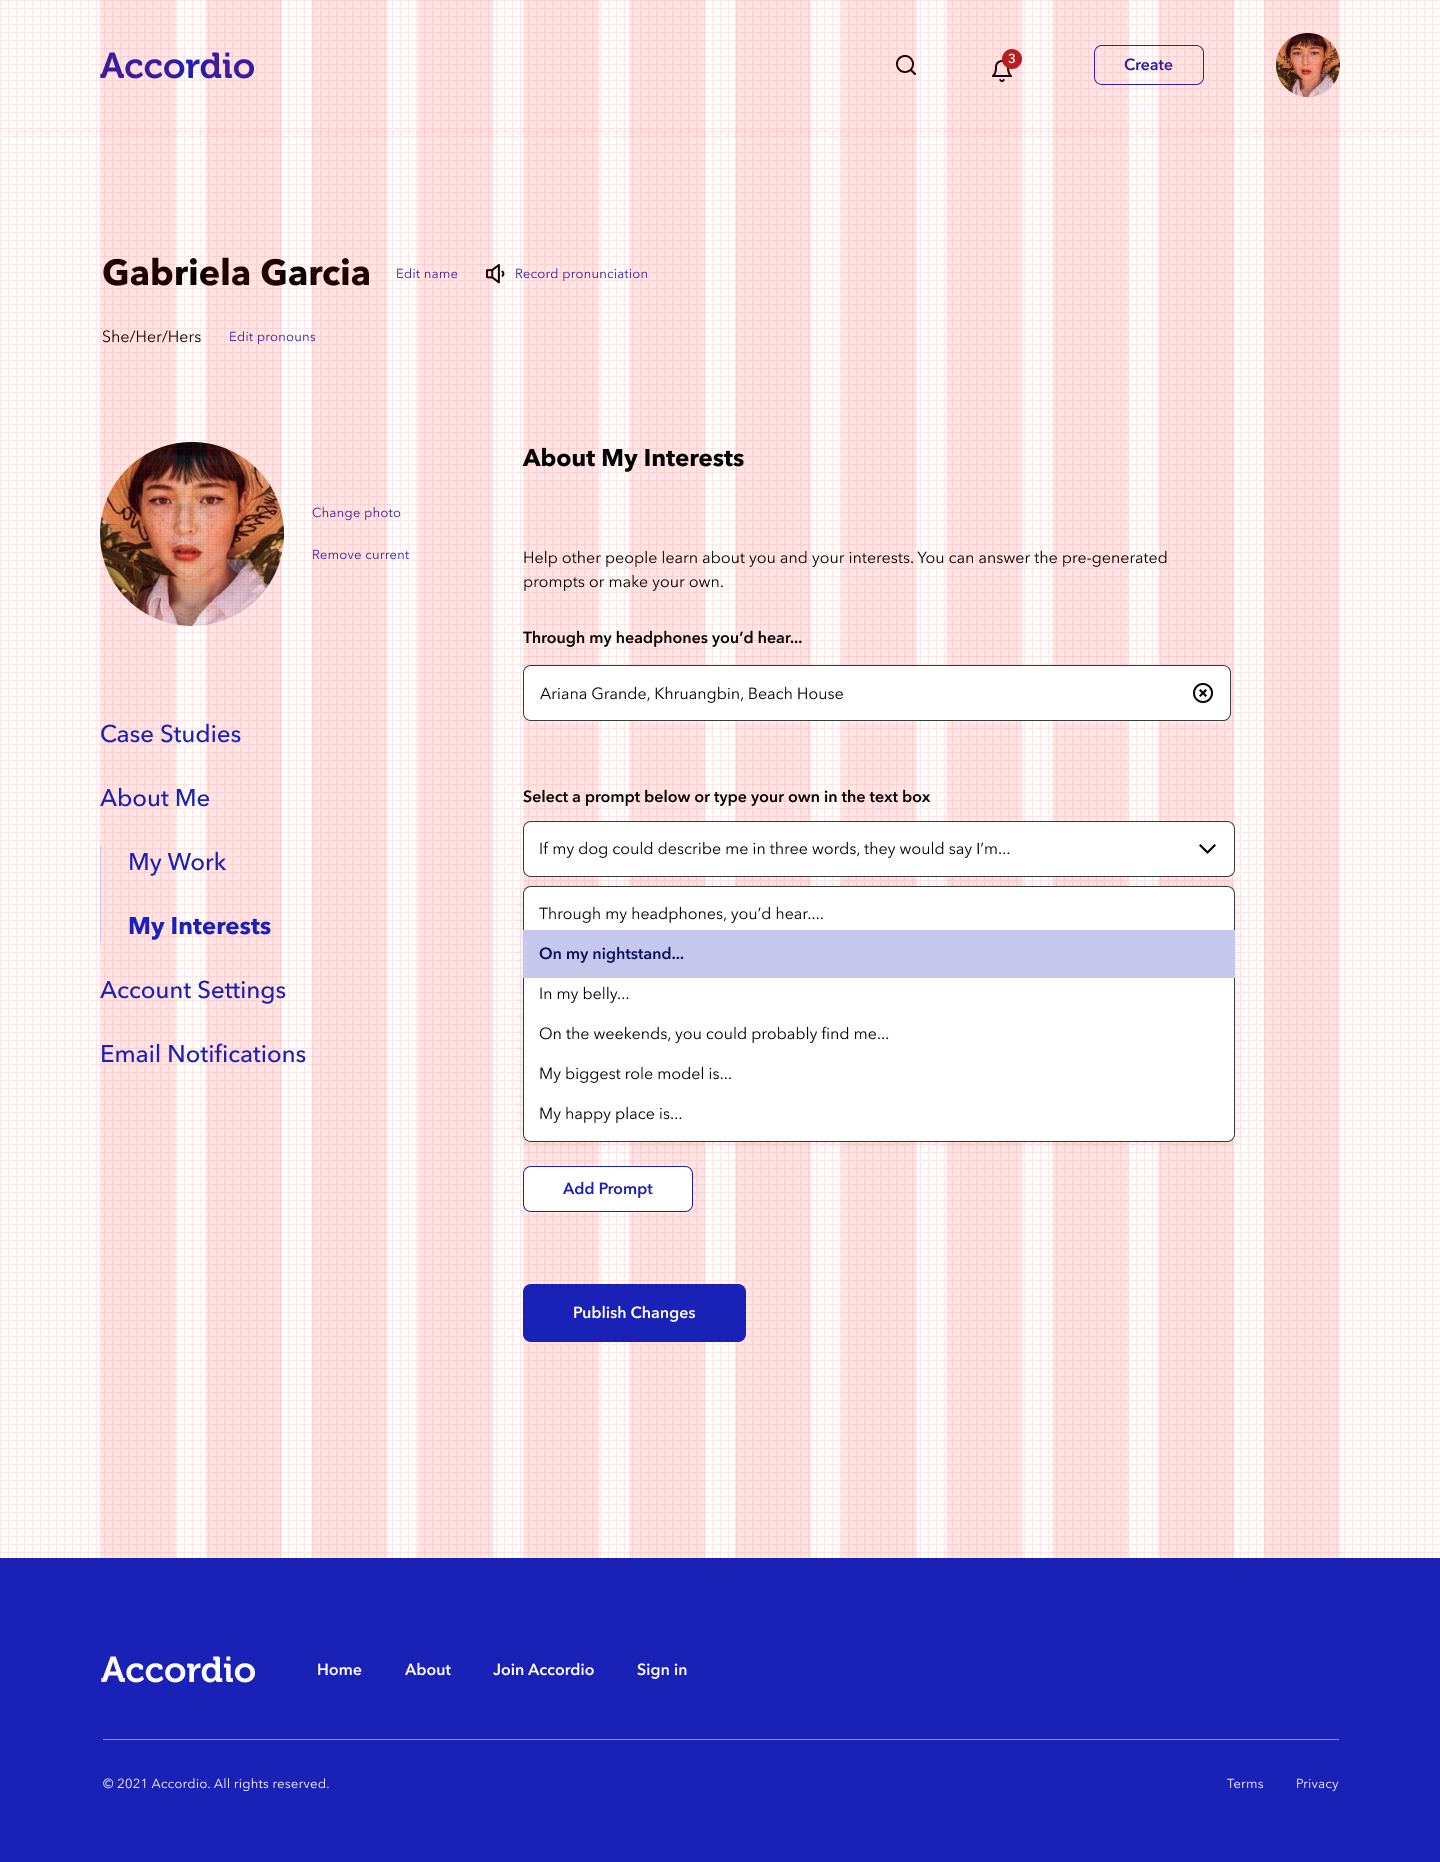 Accordio
3
Create
Gabriela Garcia
Edit name
Record pronunciation
She/Her/Hers
Edit pronouns
Change photo
Remove current
Case Studies
About Me
My Work
My Interests
Account Settings
Email Notifications
About My Interests
Help other people learn about you and your interests. You can answer the pre-generated
prompts or make your own.
Through my headphones you’d hear...
Ariana Grande, Khruangbin, Beach House
Select a prompt below or type your own in the text box
If my dog could describe me in three words, they would say I’m...
Through my headphones, you’d hear....
On my nightstand...
In my belly...
On the weekends, you could probably find me...
My biggest role model is...
My happy place is...
Add Prompt
Publish Changes
Accordio
Home
About
Join Accordio
Sign in
© 2021 Accordio. All rights reserved.
Terms
Privacy